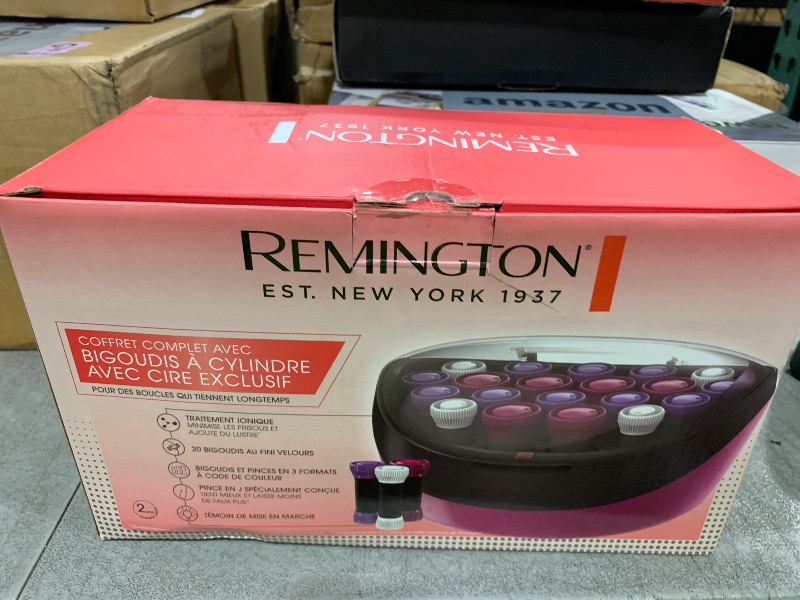 amazon
REMINGTON
EST. NEW YORK 1937
REMINGTON®
EST. NEW YORK 1937
COFFRET COMPLET AVEC
BIGOUDIS À CYLINDRE
AVEC CIRE EXCLUSIF
POUR DES BOUCLES QUI TIENNENT LONGTEMPS
TRAITEMENT IONIQUE
MINIMISE LES FRISOUS ET
AJOUTE DU LUSTRE*
20 BIGOUDIS AU FINI VELOURS
BIGOUDIS ET PINCES EN 3 FORMATS
À CODE DE COULEUR
PINCE EN J SPÉCIALEMENT CONÇUE
TIENT MIEUX ET LAISSE MOINS
DE FAUX PLIS*
TÉMOIN DE MISE EN MARCHE
2